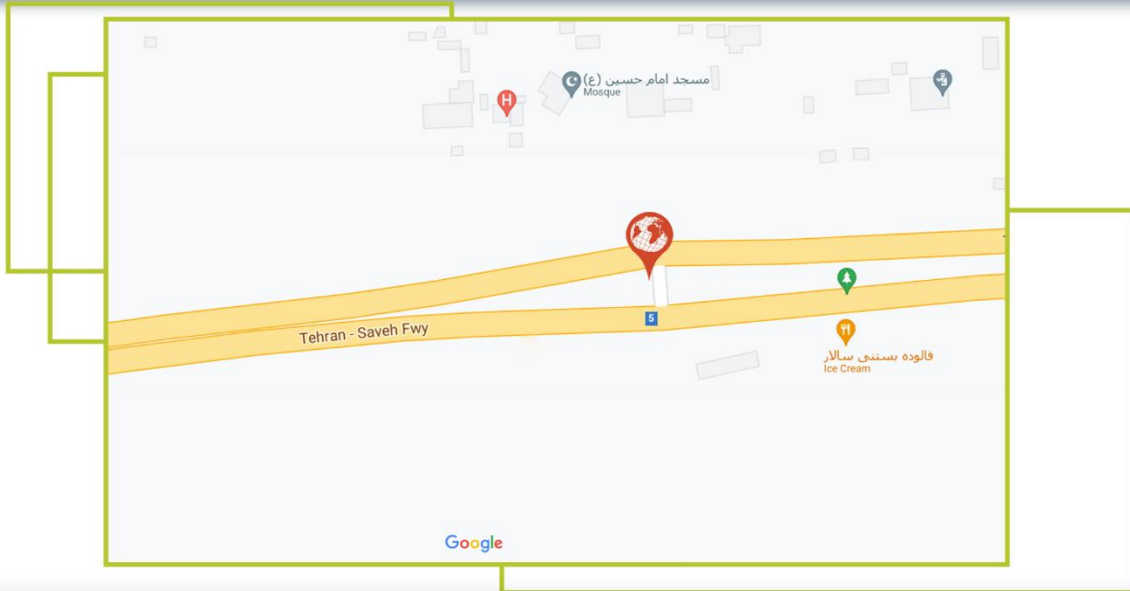 مسجد امام حسین (ع)
Mosque
H
Tehran - Saveh Fwy
5
فالوده بستنی سالار
Ice Cream
Google